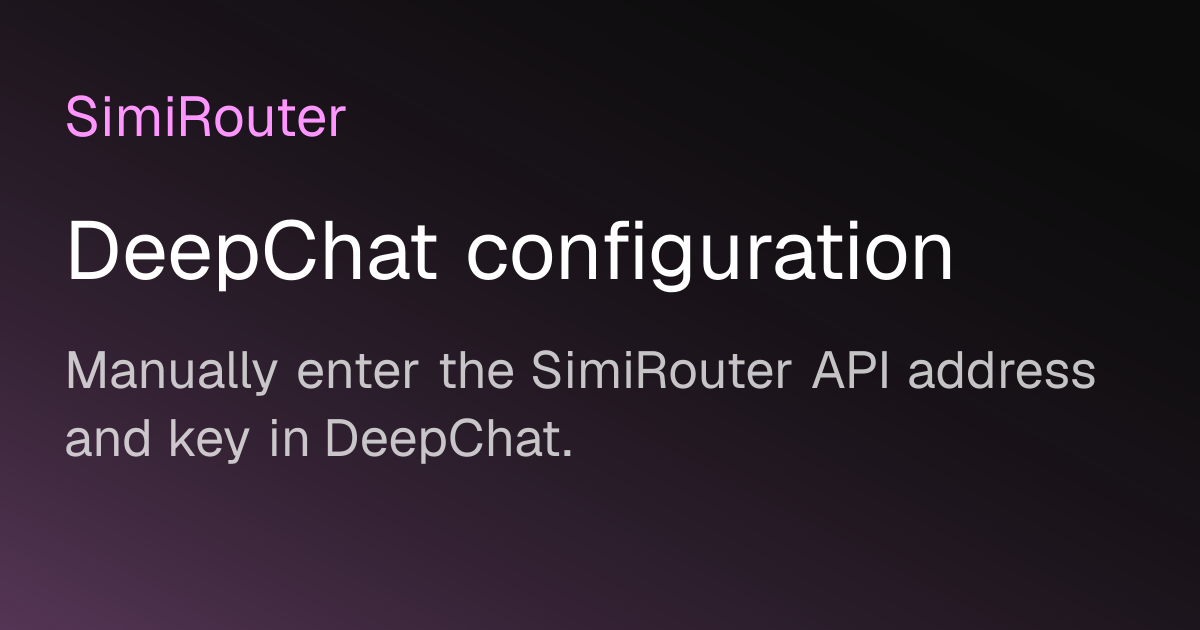 SimiRouter
DeepChat configuration
Manually enter the SimiRouter API address
and key in DeepChat.